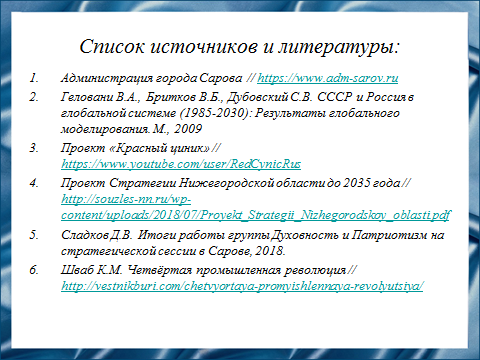 Список источников и литературы:
1. Администрация города Сарова // https://www.adm-sarov.ru
2. Геловани В.А., Бритков В.Б., Дубовский С.В. СССР и Россия в
глобальной системе (1985-2030): Результаты глобального
моделирования. М., 2009
3. Проект «Красный циник» //
https://www.youtube.com/user/RedCynicRus
4. Проект Стратегии Нижегородской области до 2035 года //
http://souzles-nn.ru/wp-
content/uploads/2018/07/Proyekt_Strategii_Nizhegorodskoy_oblasti.pdf
5. Сладков Д.В. Итоги работы группы Духовность и Патриотизм на
стратегической сессии в Сарове, 2018.
6. Шваб К.М. Четвёртая промышленная революция //
http://vestnikburi.com/chetvyortaya-promyishlennaya-revolyutsiya/